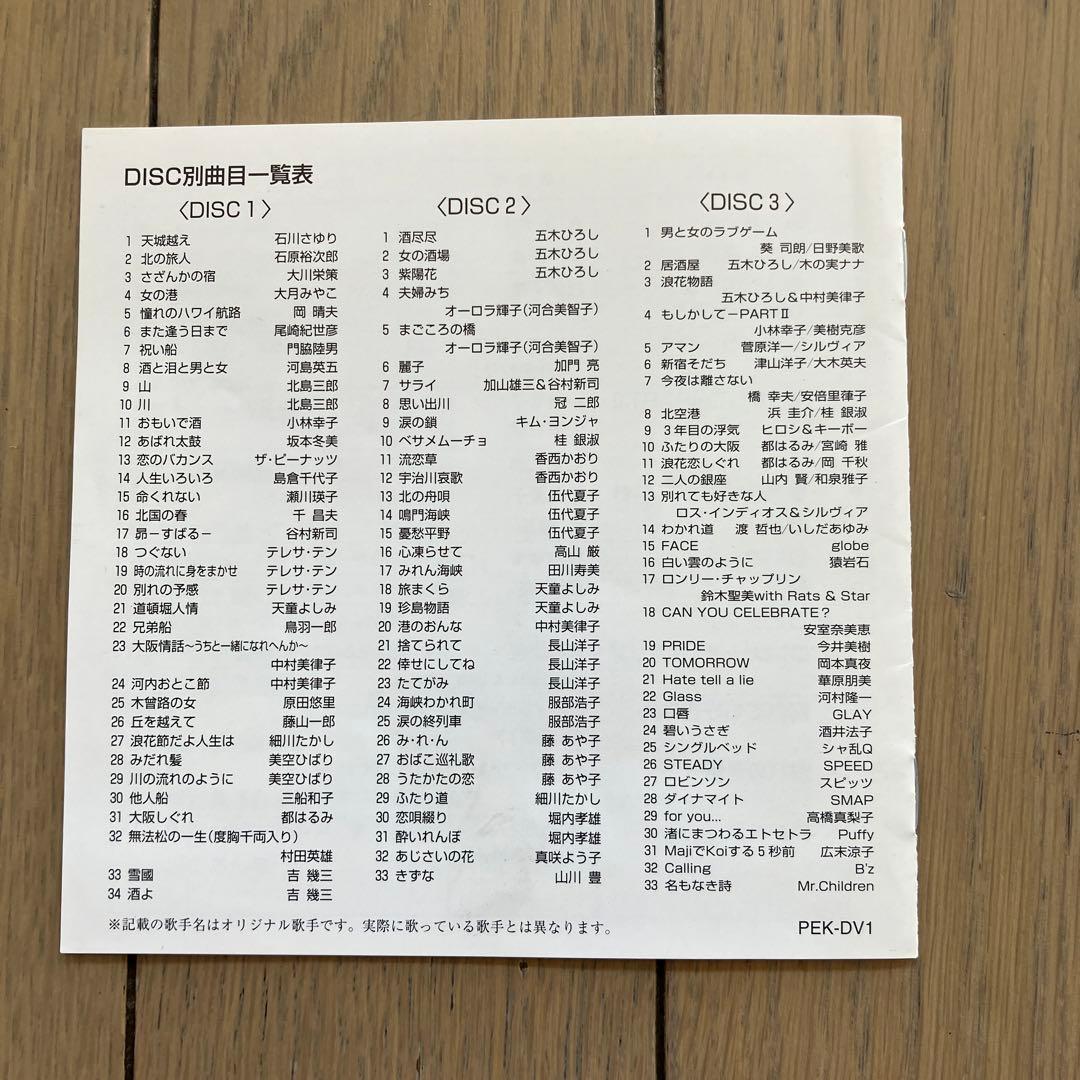 DISC別曲目一覧表
〈DISC 1〉
1 天城越え 石川さゆり
2 北の旅人 石原裕次郎
3 さざんかの宿 大川栄策
4 女の港 大月みやこ
5 憧れのハワイ航路 岡 晴夫
6 また逢う日まで 尾崎紀世彦
7 祝い船 門脇陸男
8 酒と泪と男と女 河島英五
9 山 北島三郎
10 川 北島三郎
11 おもいで酒 小林幸子
12 あばれ太鼓 坂本冬美
13 恋のバカンス ザ・ピーナッツ
14 人生いろいろ 島倉千代子
15 命くれない 瀬川瑛子
16 北国の春 千 昌夫
17 昴－すばる－ 谷村新司
18 つぐない テレサ・テン
19 時の流れに身をまかせ テレサ・テン
20 別れの予感 テレサ・テン
21 道頓堀人情 天童よしみ
22 兄弟船 鳥羽一郎
23 大阪情話〜うちと一緒になれへんか〜
中村美律子
24 河内おとこ節 中村美律子
25 木曽路の女 原田悠里
26 丘を越えて 藤山一郎
27 浪花節だよ人生は 細川たかし
28 みだれ髪 美空ひばり
29 川の流れのように 美空ひばり
30 他人船 三船和子
31 大阪しぐれ 都はるみ
32 無法松の一生(度胸千両入り)
村田英雄
33 雪國 吉 幾三
34 酒よ 吉 幾三
〈DISC 2〉
1 酒尽尽 五木ひろし
2 女の酒場 五木ひろし
3 紫陽花 五木ひろし
4 夫婦みち
オーロラ輝子(河合美智子)
5 まごころの橋
オーロラ輝子(河合美智子)
6 麗子 加門 亮
7 サライ 加山雄三＆谷村新司
8 思い出川 冠 二郎
9 涙の鎖 キム・ヨンジャ
10 ベサメムーチョ 桂 銀淑
11 流恋草 香西かおり
12 宇治川哀歌 香西かおり
13 北の舟唄 伍代夏子
14 鳴門海峡 伍代夏子
15 憂愁平野 伍代夏子
16 心凍らせて 高山 厳
17 みれん海峡 田川寿美
18 旅まくら 天童よしみ
19 珍島物語 天童よしみ
20 港のおんな 中村美律子
21 捨てられて 長山洋子
22 倖せにしてね 長山洋子
23 たてがみ 長山洋子
24 海峡わかれ町 服部浩子
25 涙の終列車 服部浩子
26 み・れ・ん 藤 あや子
27 おばこ巡礼歌 藤 あや子
28 うたかたの恋 藤 あや子
29 ふたり道 細川たかし
30 恋唄綴り 堀内孝雄
31 酔いれんぼ 堀内孝雄
32 あじさいの花 真咲よう子
33 きずな 山川 豊
〈DISC 3〉
1 男と女のラブゲーム
葵 司朗/日野美歌
2 居酒屋 五木ひろし/木の実ナナ
3 浪花物語
五木ひろし＆中村美律子
4 もしかして－PARTⅡ
小林幸子/美樹克彦
5 アマン 菅原洋一/シルヴィア
6 新宿そだち 津山洋子/大木英夫
7 今夜は離さない
橋 幸夫/安倍里葎子
8 北空港 浜 圭介/桂 銀淑
9 3年目の浮気 ヒロシ＆キーボー
10 ふたりの大阪 都はるみ/宮崎 雅
11 浪花恋しぐれ 都はるみ/岡 千秋
12 二人の銀座 山内 賢/和泉雅子
13 別れても好きな人
ロス・インディオス＆シルヴィア
14 わかれ道 渡 哲也/いしだあゆみ
15 FACE globe
16 白い雲のように 猿岩石
17 ロンリー・チャップリン
鈴木聖美with Rats & Star
18 CAN YOU CELEBRATE?
安室奈美恵
19 PRIDE 今井美樹
20 TOMORROW 岡本真夜
21 Hate tell a lie 華原朋美
22 Glass 河村隆一
23 口唇 GLAY
24 碧いうさぎ 酒井法子
25 シングルベッド シャ乱Q
26 STEADY SPEED
27 ロビンソン スピッツ
28 ダイナマイト SMAP
29 for you... 高橋真梨子
30 渚にまつわるエトセトラ Puffy
31 MajiでKoiする5秒前 広末涼子
32 Calling B'z
33 名もなき詩 Mr.Children
※記載の歌手名はオリジナル歌手です。実際に歌っている歌手とは異なります。
PEK-DV1